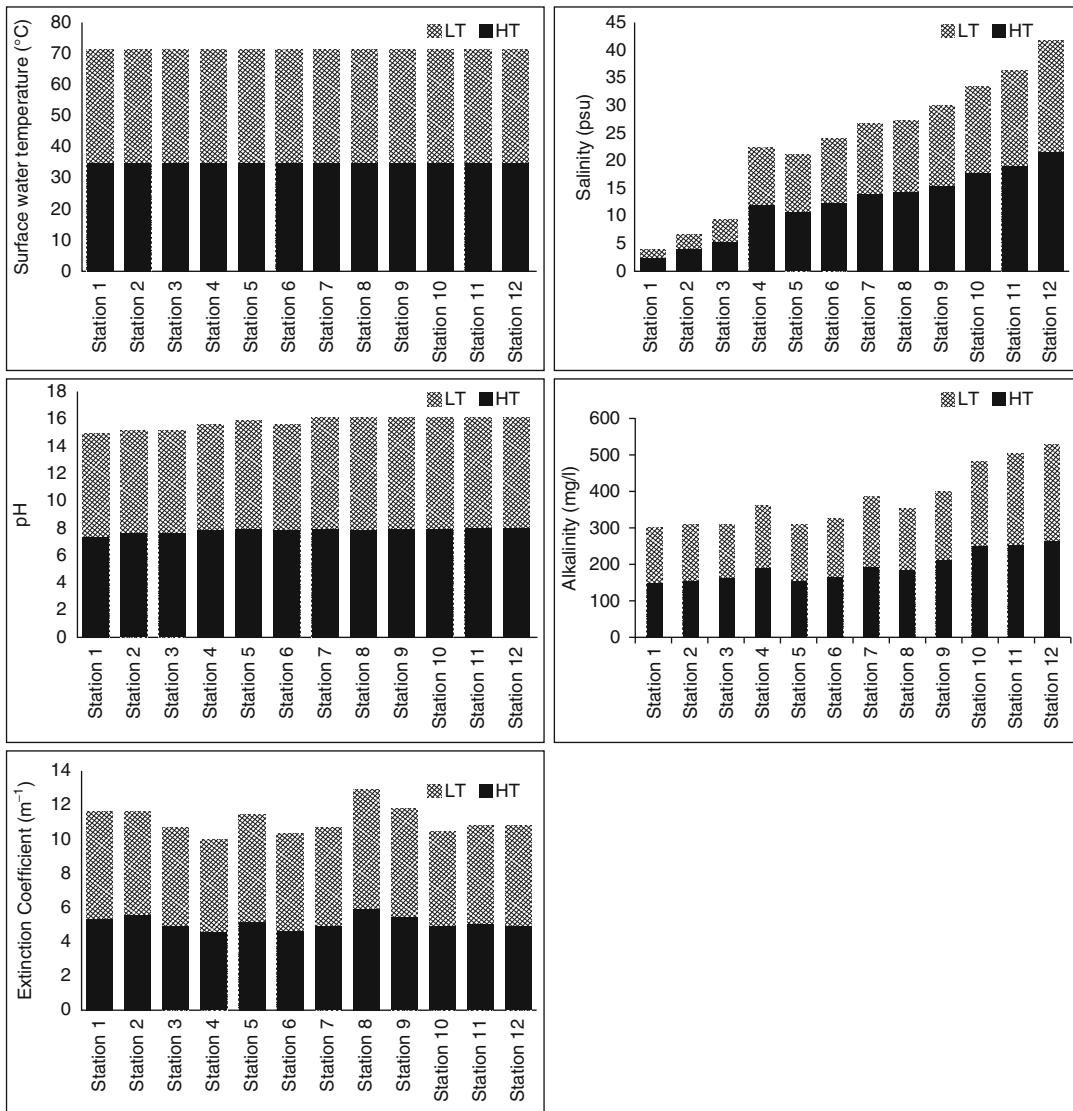 Surface water temperature (°C)
80
70
60
50
40
30
20
10
0
LT HT
Station 1
Station 2
Station 3
Station 4
Station 5
Station 6
Station 7
Station 8
Station 9
Station 10
Station 11
Station 12
Salinity (psu)
45
40
35
30
25
20
15
10
5
0
LT HT
Station 1
Station 2
Station 3
Station 4
Station 5
Station 6
Station 7
Station 8
Station 9
Station 10
Station 11
Station 12
pH
18
16
14
12
10
8
6
4
2
0
LT HT
Station 1
Station 2
Station 3
Station 4
Station 5
Station 6
Station 7
Station 8
Station 9
Station 10
Station 11
Station 12
Alkalinity (mg/l)
600
500
400
300
200
100
0
LT HT
Station 1
Station 2
Station 3
Station 4
Station 5
Station 6
Station 7
Station 8
Station 9
Station 10
Station 11
Station 12
Extinction Coefficient (m⁻¹)
14
12
10
8
6
4
2
0
LT HT
Station 1
Station 2
Station 3
Station 4
Station 5
Station 6
Station 7
Station 8
Station 9
Station 10
Station 11
Station 12